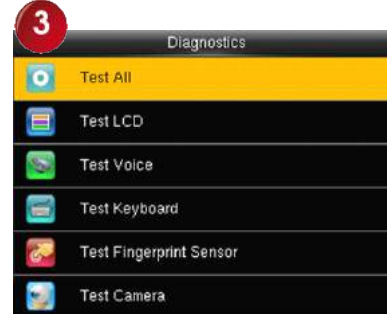 3
Diagnostics
Test All
Test LCD
Test Voice
Test Keyboard
Test Fingerprint Sensor
Test Camera